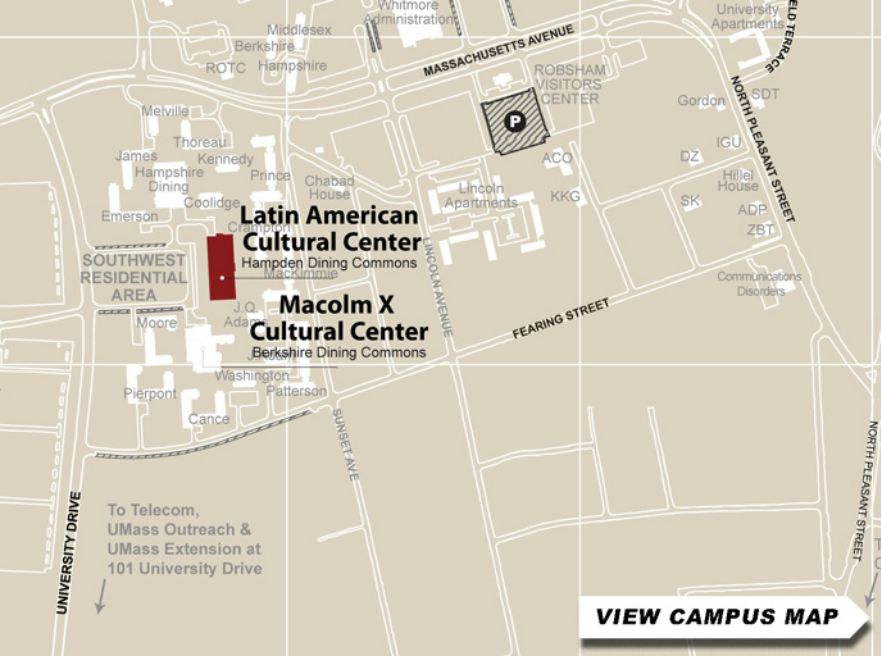 Whitmore
Administration
University
Apartments
Middlesex
Berkshire
ROTC
Hampshire
MASSACHUSETTS AVENUE
ROBSHAM
VISITORS
CENTER
P
NORTH PLEASANT STREET
Gordon
SDT
Melville
Thoreau
James
Kennedy
Hampshire
Dining
Prince
Coolidge
Emerson
Crampton
Chabad
House
Lincoln
Apartments
ACO
KKG
DZ
IGU
Hillel
House
SK
ADP
ZBT
Latin American
Cultural Center
Hampden Dining Commons
MacKimmie
SOUTHWEST
RESIDENTIAL
AREA
LINCOLN AVENUE
Communications
Disorders
Macolm X
Cultural Center
Berkshire Dining Commons
Moore
J.Q.
FEARING STREET
Washington
Patterson
Pierpont
Cance
SUNSET AVE
UNIVERSITY DRIVE
To Telecom,
UMass Outreach &
UMass Extension at
101 University Drive
NORTH PLEASANT STREET
VIEW CAMPUS MAP